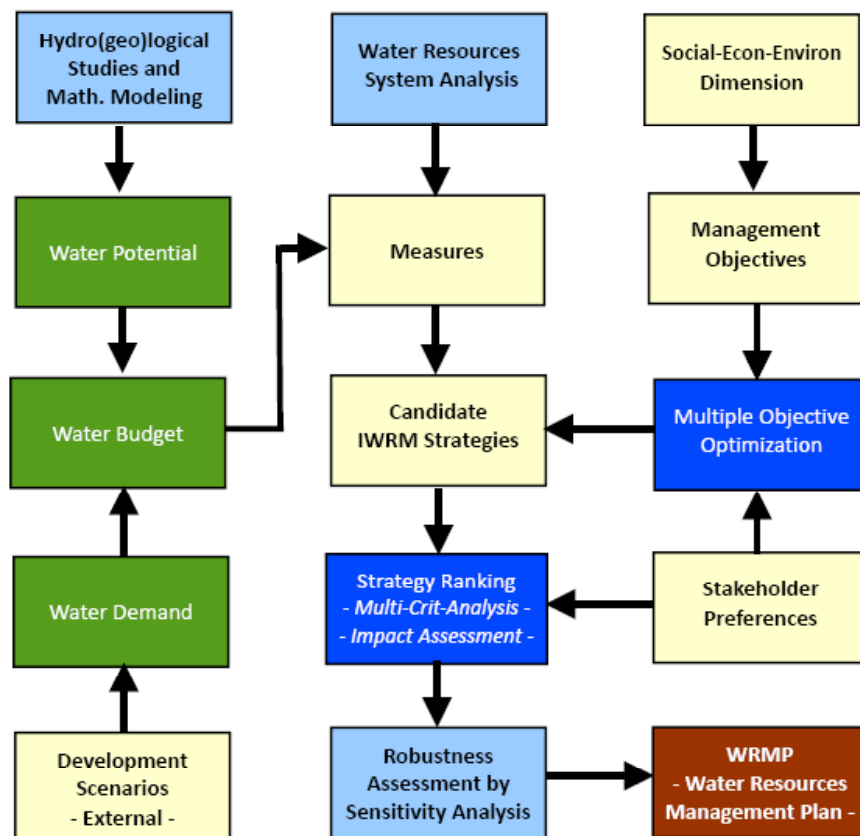 Hydro(geo)logical
Studies and
Math. Modeling
Water Resources
System Analysis
Social-Econ-Environ
Dimension
Water Potential
Measures
Management
Objectives
Water Budget
Candidate
IWRM Strategies
Multiple Objective
Optimization
Water Demand
Strategy Ranking
- Multi-Crit-Analysis -
- Impact Assessment -
Stakeholder
Preferences
Development
Scenarios
- External -
Robustness
Assessment by
Sensitivity Analysis
WRMP
- Water Resources
Management Plan -